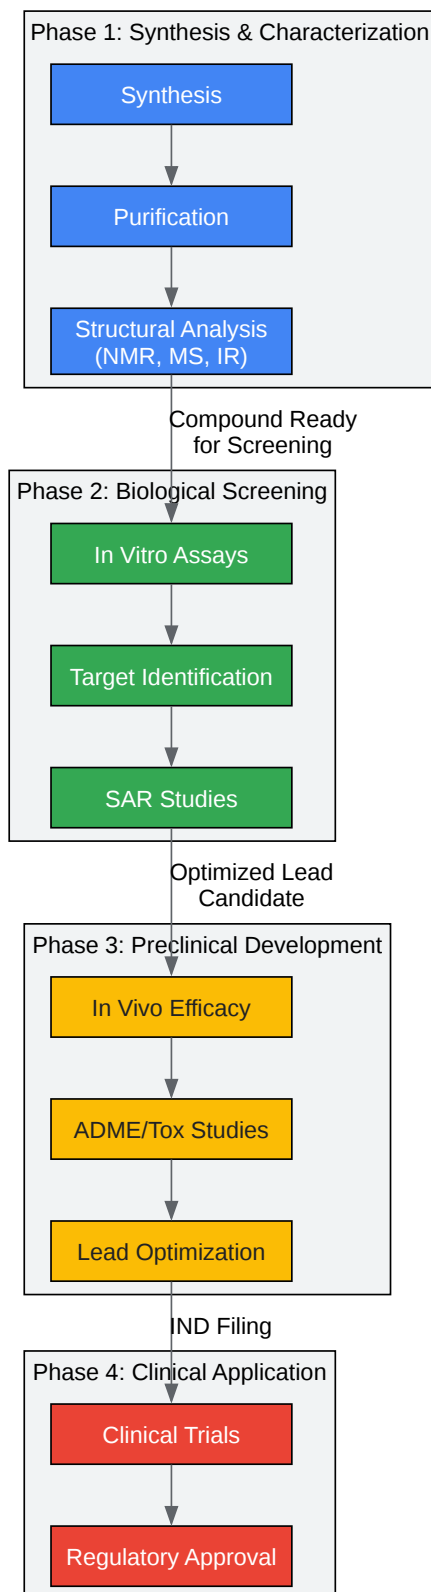 Phase 1: Synthesis & Characterization
Synthesis
Purification
Structural Analysis
(NMR, MS, IR)
Compound Ready
for Screening
Phase 2: Biological Screening
In Vitro Assays
Target Identification
SAR Studies
Optimized Lead
Candidate
Phase 3: Preclinical Development
In Vivo Efficacy
ADME/Tox Studies
Lead Optimization
IND Filing
Phase 4: Clinical Application
Clinical Trials
Regulatory Approval